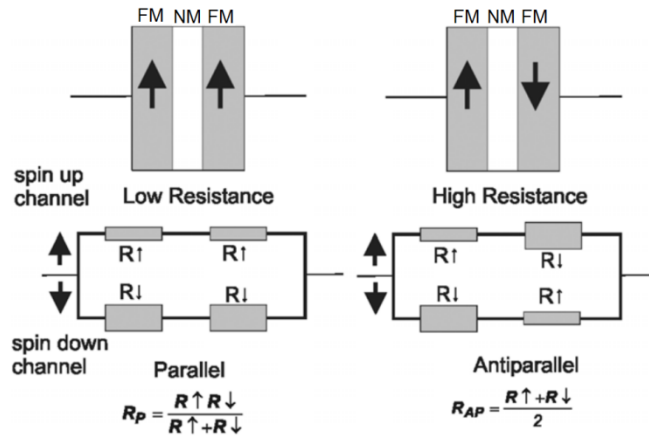 FM NM FM
FM NM FM
spin up
channel
Low Resistance
High Resistance
R↑ R↑
R↑ R↓
R↓ R↓
R↓ R↑
spin down
channel
Parallel
Antiparallel
R_P = R↑ R↓ / R↑ + R↓
R_AP = R↑ + R↓ / 2